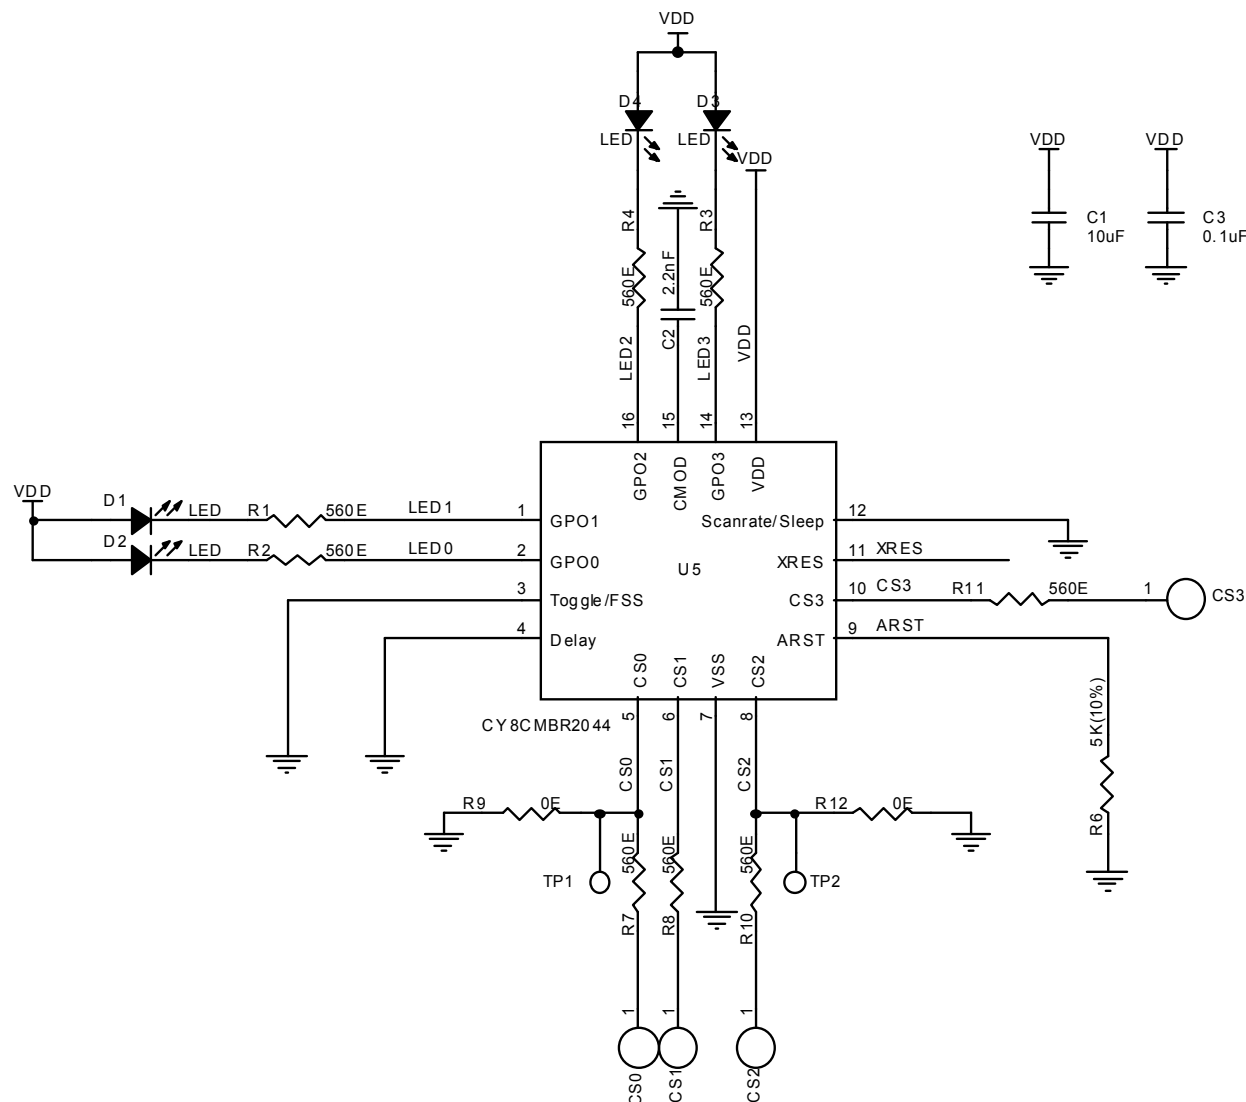 VDD
D4
D3
LED
LED
VDD
VDD
VDD
R4
R3
C1
10uF
C3
0.1uF
560E
2.2nF
560E
C2
VDD
LED2
LED3
16
15
14
13
GPO2
CMOD
GPO3
VDD
VDD
D1
LED
R1
560E
LED1
1
GPO1
Scanrate/Sleep
12
D2
LED
R2
560E
LED0
2
GPO0
U5
XRES
11
XRES
3
Toggle/FSS
CS3
10
CS3
R11
560E
1
CS3
4
Delay
ARST
9
ARST
CS0
CS1
VSS
CS2
5
6
7
8
CY8CMBR2044
5K(10%)
R6
CS0
CS1
CS2
R9
0E
R12
0E
560E
560E
560E
TP1
TP2
R7
R8
R10
1
1
1
CS0
CS1
CS2